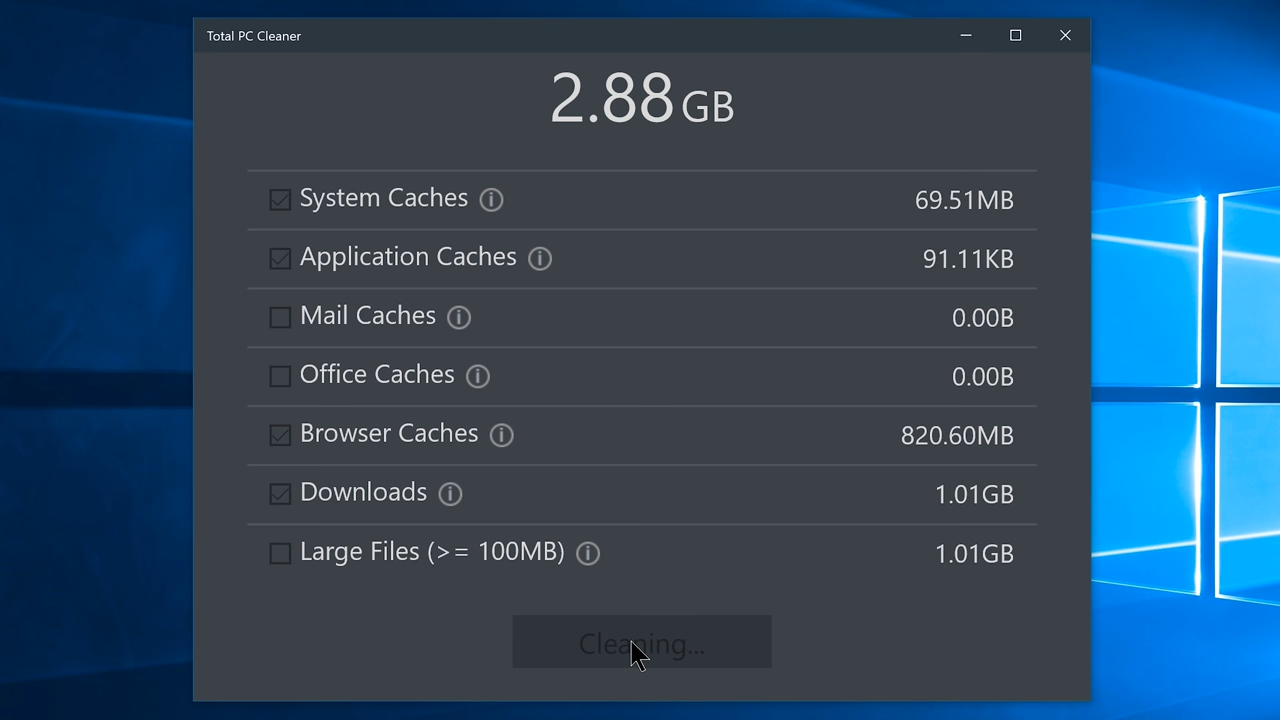 Total PC Cleaner
2.88 GB
System Caches 69.51MB
Application Caches 91.11KB
Mail Caches 0.00B
Office Caches 0.00B
Browser Caches 820.60MB
Downloads 1.01GB
Large Files (>= 100MB) 1.01GB
Cleaning...